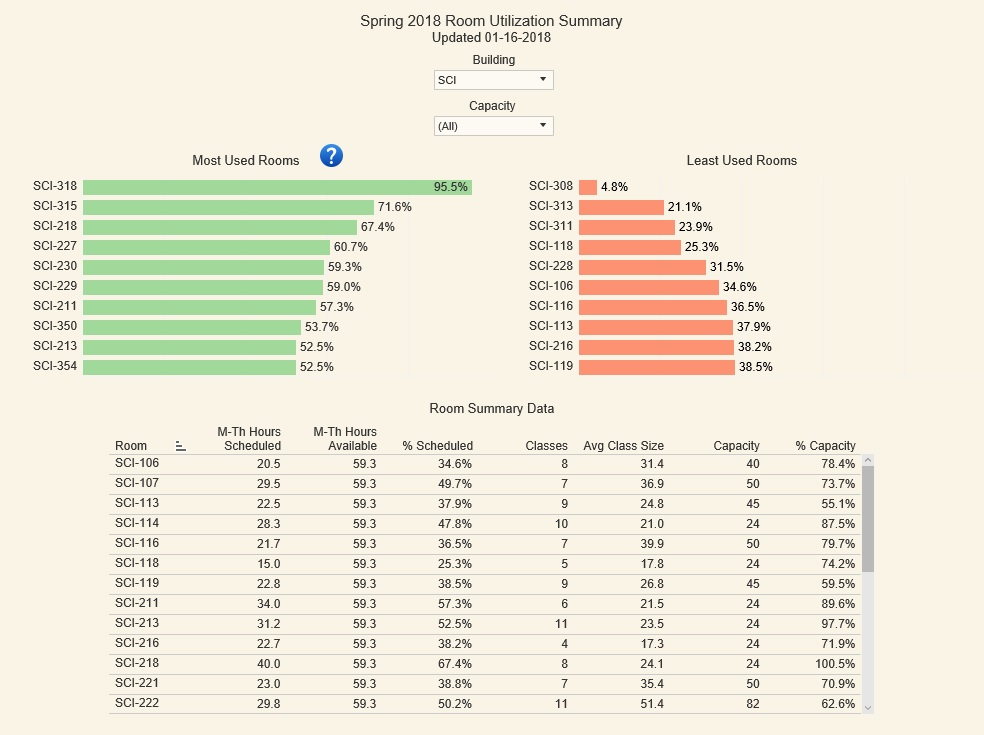 Spring 2018 Room Utilization Summary
Updated 01-16-2018
Building
SCI
Capacity
(All)
Most Used Rooms ?
SCI-318 95.5%
SCI-315 71.6%
SCI-218 67.4%
SCI-227 60.7%
SCI-230 59.3%
SCI-229 59.0%
SCI-211 57.3%
SCI-350 53.7%
SCI-213 52.5%
SCI-354 52.5%
Least Used Rooms
SCI-308 4.8%
SCI-313 21.1%
SCI-311 23.9%
SCI-118 25.3%
SCI-228 31.5%
SCI-106 34.6%
SCI-116 36.5%
SCI-113 37.9%
SCI-216 38.2%
SCI-119 38.5%
Room Summary Data
M-Th Hours M-Th Hours
Room Scheduled Available % Scheduled Classes Avg Class Size Capacity % Capacity
SCI-106 20.5 59.3 34.6% 8 31.4 40 78.4%
SCI-107 29.5 59.3 49.7% 7 36.9 50 73.7%
SCI-113 22.5 59.3 37.9% 9 24.8 45 55.1%
SCI-114 28.3 59.3 47.8% 10 21.0 24 87.5%
SCI-116 21.7 59.3 36.5% 7 39.9 50 79.7%
SCI-118 15.0 59.3 25.3% 5 17.8 24 74.2%
SCI-119 22.8 59.3 38.5% 9 26.8 45 59.5%
SCI-211 34.0 59.3 57.3% 6 21.5 24 89.6%
SCI-213 31.2 59.3 52.5% 11 23.5 24 97.7%
SCI-216 22.7 59.3 38.2% 4 17.3 24 71.9%
SCI-218 40.0 59.3 67.4% 8 24.1 24 100.5%
SCI-221 23.0 59.3 38.8% 7 35.4 50 70.9%
SCI-222 29.8 59.3 50.2% 11 51.4 82 62.6%